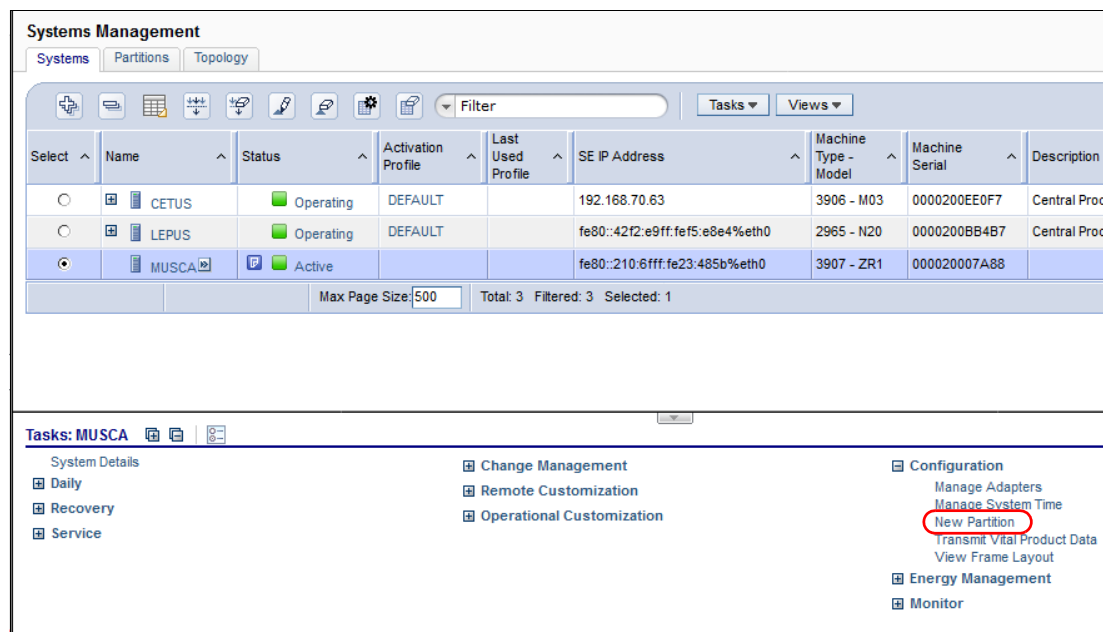 Systems Management
Systems Partitions Topology
Filter Tasks Views
Select Name Status Activation Profile Last Used Profile SE IP Address Machine Type - Model Machine Serial Description
CETUS Operating DEFAULT 192.168.70.63 3906 - M03 0000200EE0F7 Central Proc
LEPUS Operating DEFAULT fe80::42f2:e9ff:fef5:e8e4%eth0 2965 - N20 0000200BB4B7 Central Proc
MUSCA Active fe80::210:6fff:fe23:485b%eth0 3907 - ZR1 000020007A88
Max Page Size: 500 Total: 3 Filtered: 3 Selected: 1
Tasks: MUSCA
System Details
Daily
Recovery
Service
Change Management
Remote Customization
Operational Customization
Configuration
Manage Adapters
Manage System Time
New Partition
Transmit Vital Product Data
View Frame Layout
Energy Management
Monitor